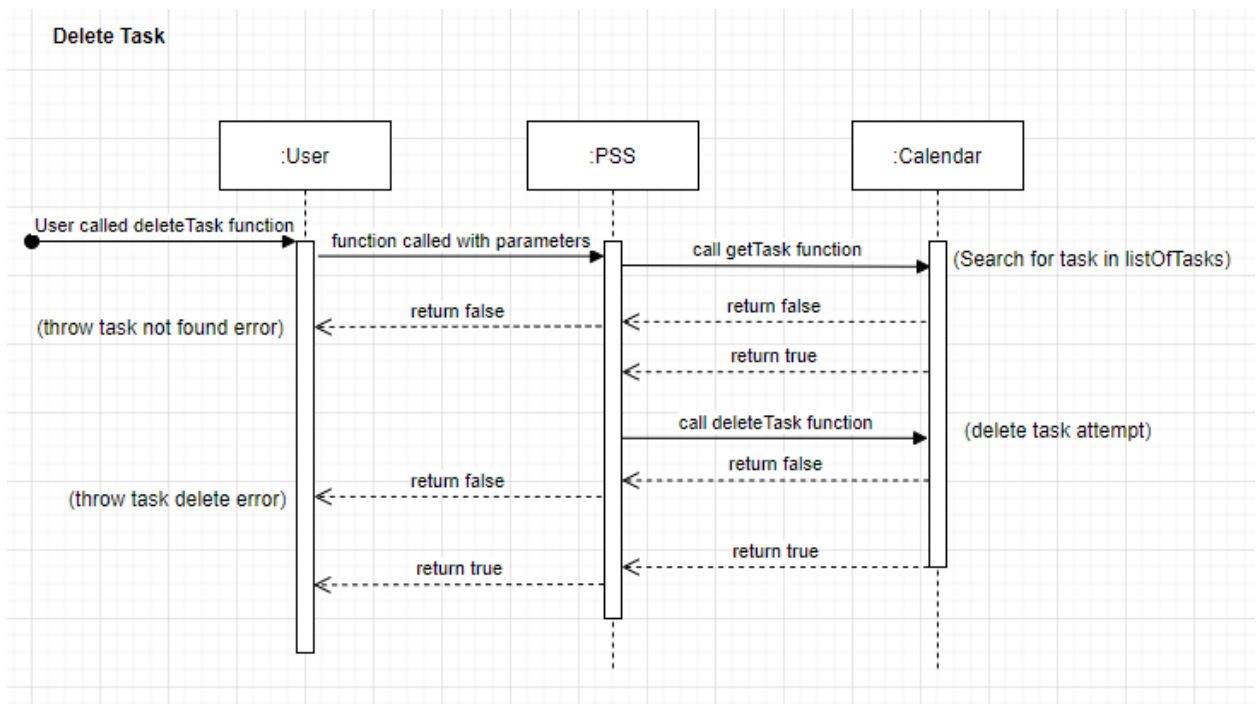 Delete Task
:User
:PSS
:Calendar
User called deleteTask function
function called with parameters
call getTask function
(Search for task in listOfTasks)
return false
return false
(throw task not found error)
return true
call deleteTask function
(delete task attempt)
return false
return false
(throw task delete error)
return true
return true